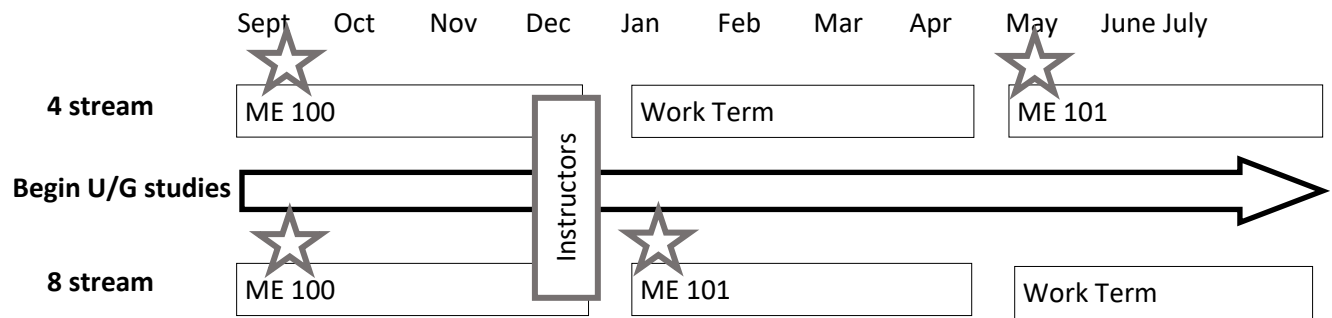 Sept Oct Nov Dec Jan Feb Mar Apr May June July
4 stream
ME 100
Work Term
ME 101
Begin U/G studies
Instructors
8 stream
ME 100
ME 101
Work Term